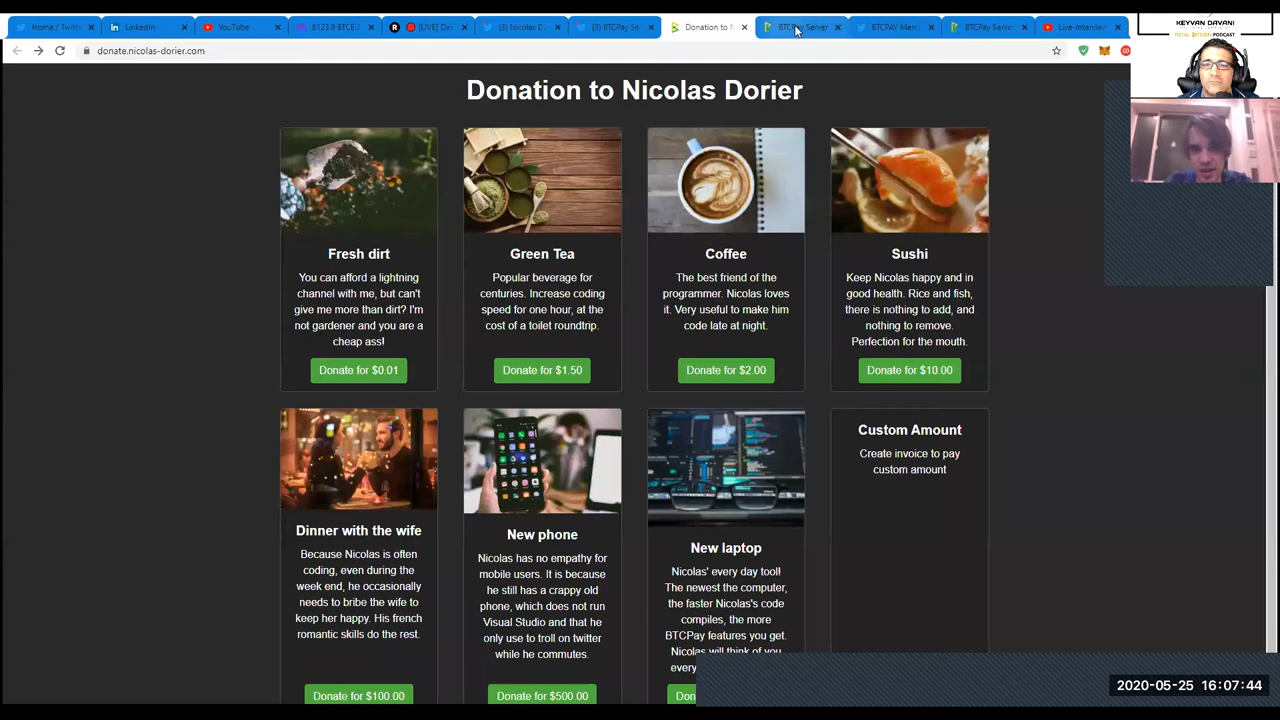 Home / Twitt
LinkedIn
YouTube
8123.9 BTCEU
[LIVE] Dav
(3) Nicolas D
(3) BTCPay Se
Donation to N
BTCPay Server
BTCPAY Merc
BTCPay Serve
Live-Interview
donate.nicolas-dorier.com
KEYVAN DAVANI
TOTAL BITCOIN PODCAST
Donation to Nicolas Dorier
Fresh dirt
You can afford a lightning
channel with me, but can't
give me more than dirt? I'm
not gardener and you are a
cheap ass!
Donate for $0.01
Green Tea
Popular beverage for
centuries. Increase coding
speed for one hour, at the
cost of a toilet roundtrip.
Donate for $1.50
Coffee
The best friend of the
programmer. Nicolas loves
it. Very useful to make him
code late at night.
Donate for $2.00
Sushi
Keep Nicolas happy and in
good health. Rice and fish,
there is nothing to add, and
nothing to remove.
Perfection for the mouth.
Donate for $10.00
Dinner with the wife
Because Nicolas is often
coding, even during the
week end, he occasionally
needs to bribe the wife to
keep her happy. His french
romantic skills do the rest.
Donate for $100.00
New phone
Nicolas has no empathy for
mobile users. It is because
he still has a crappy old
phone, which does not run
Visual Studio and that he
only use to troll on twitter
while he commutes.
Donate for $500.00
New laptop
Nicolas' every day tool!
The newest the computer,
the faster Nicolas's code
compiles, the more
BTCPay features you get.
Nicolas will think of you
every
Don
Custom Amount
Create invoice to pay
custom amount
2020-05-25 16:07:44